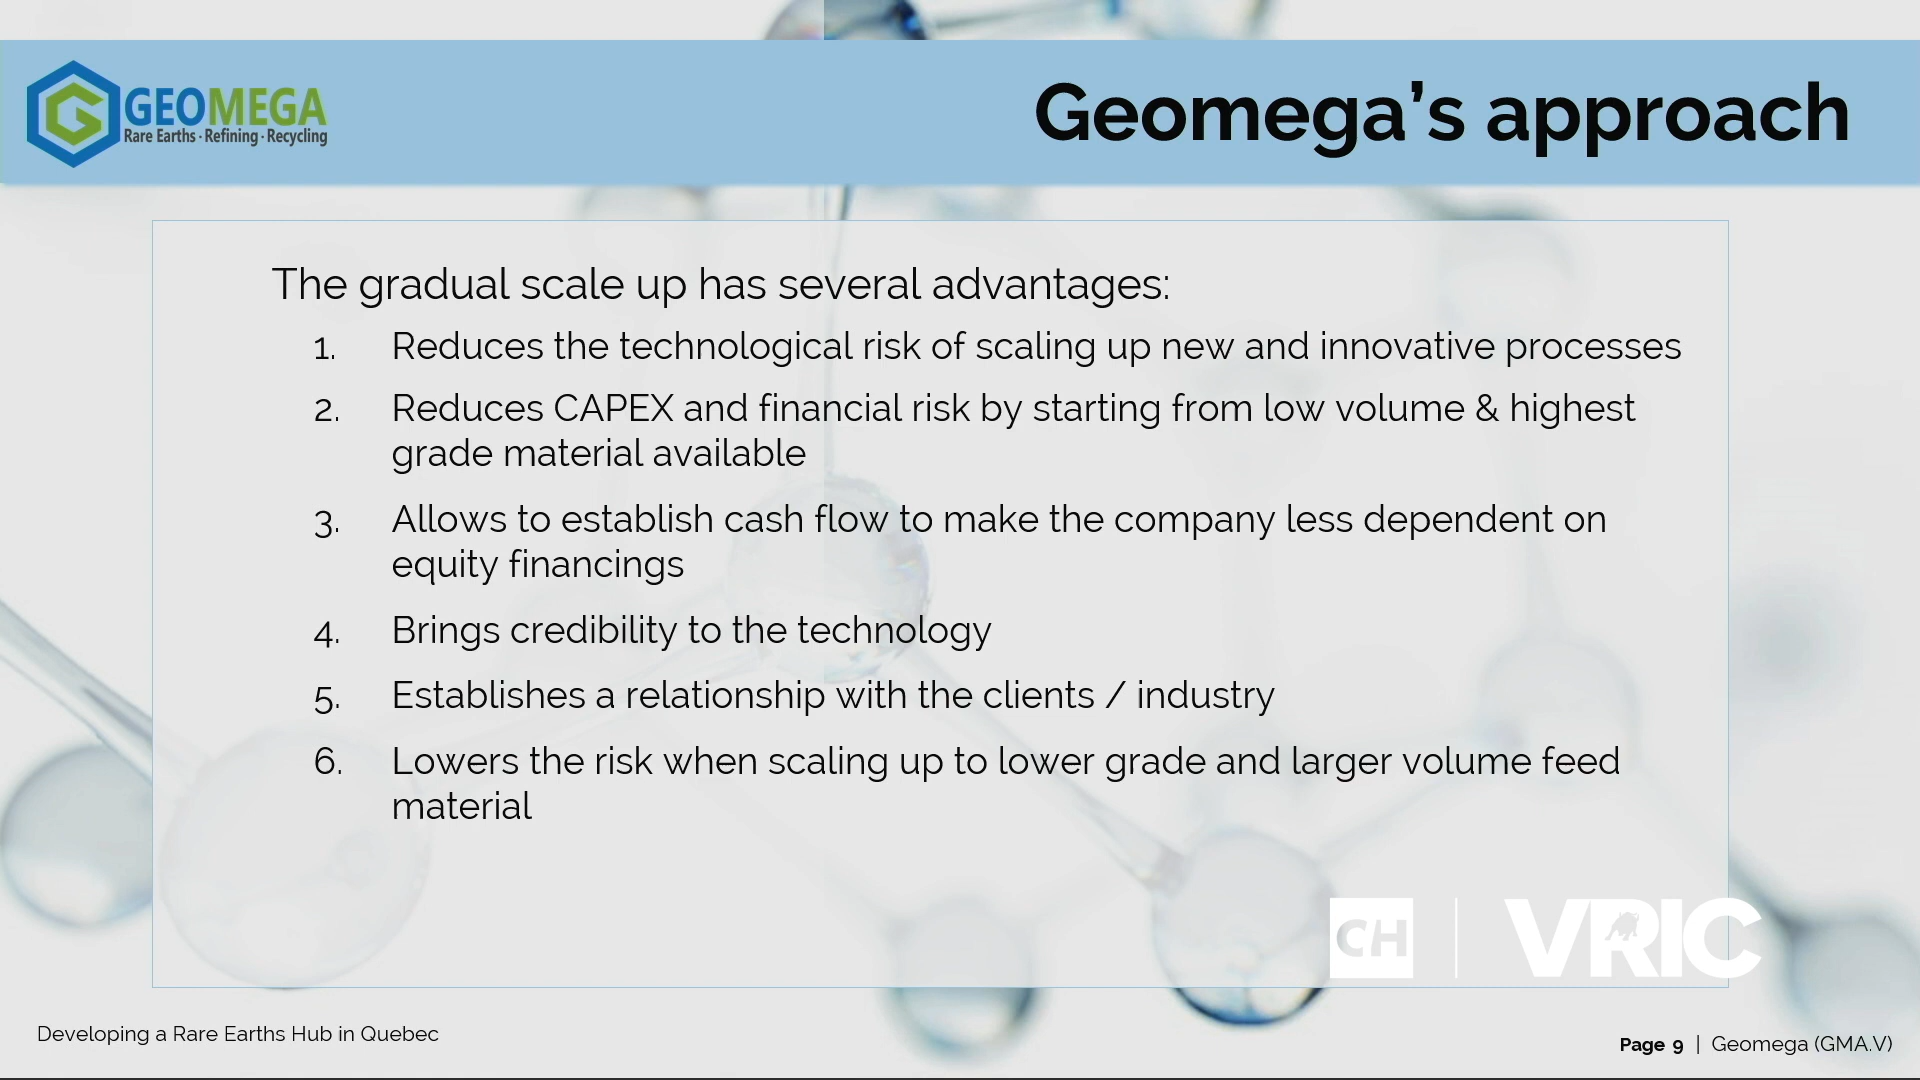 GEOMEGA
Rare Earths · Refining · Recycling
Geomega’s approach
The gradual scale up has several advantages:
1. Reduces the technological risk of scaling up new and innovative processes
2. Reduces CAPEX and financial risk by starting from low volume & highest
grade material available
3. Allows to establish cash flow to make the company less dependent on
equity financings
4. Brings credibility to the technology
5. Establishes a relationship with the clients / industry
6. Lowers the risk when scaling up to lower grade and larger volume feed
material
CH | VRIC
Developing a Rare Earths Hub in Quebec
Page 9 | Geomega (GMA.V)